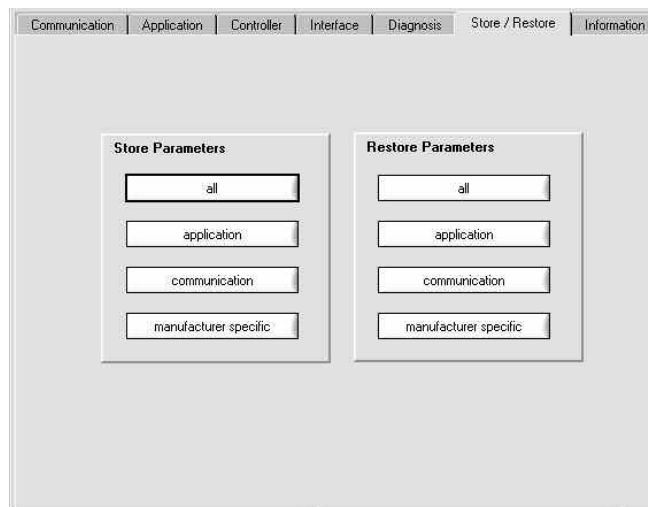 Communication Application Controller Interface Diagnosis Store / Restore Information
Store Parameters
all
application
communication
manufacturer specific
Restore Parameters
all
application
communication
manufacturer specific